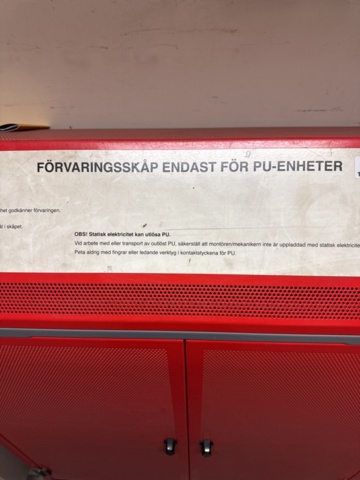 FÖRVARINGSSKÅP ENDAST FÖR PU-ENHETER
het godkänner förvaringen.
i skåpet.
OBS! Statisk elektricitet kan utlösa PU.
Vid arbete med eller transport av outlöst PU, säkerställ att montören/mekanikern inte är uppladdad med statisk elektricite
Peta aldrig med fingrar eller ledande verktyg i kontaktstyckena för PU.